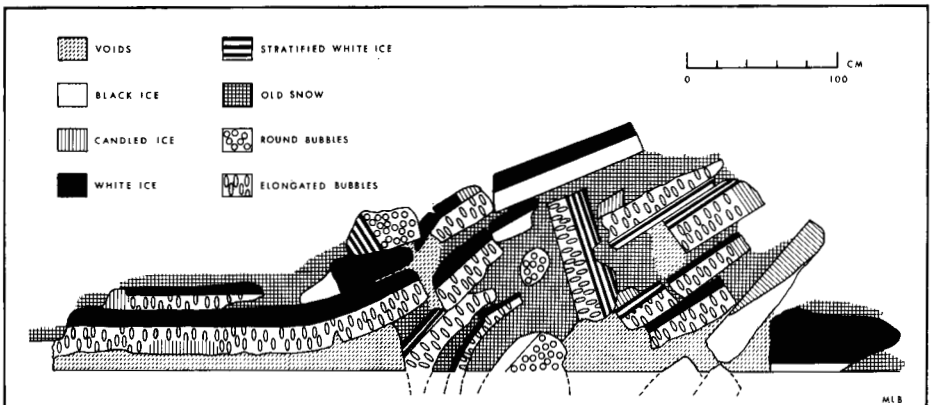 VOIDS
BLACK ICE
CANDLED ICE
WHITE ICE
STRATIFIED WHITE ICE
OLD SNOW
ROUND BUBBLES
ELONGATED BUBBLES
CM
0 100
MLB